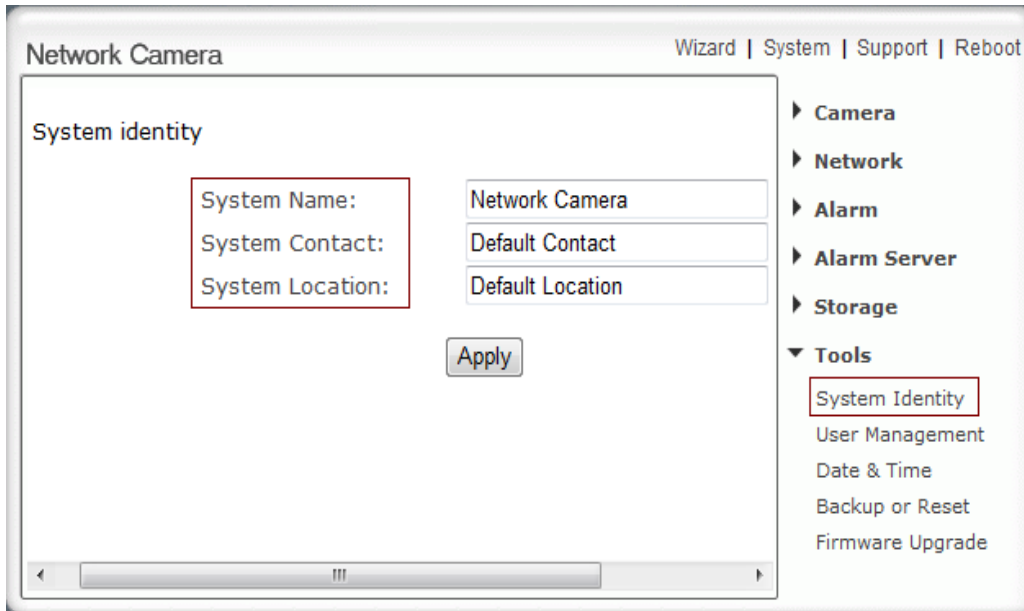 Network Camera
Wizard | System | Support | Reboot
System identity
System Name: Network Camera
System Contact: Default Contact
System Location: Default Location
Apply
Camera
Network
Alarm
Alarm Server
Storage
Tools
System Identity
User Management
Date & Time
Backup or Reset
Firmware Upgrade